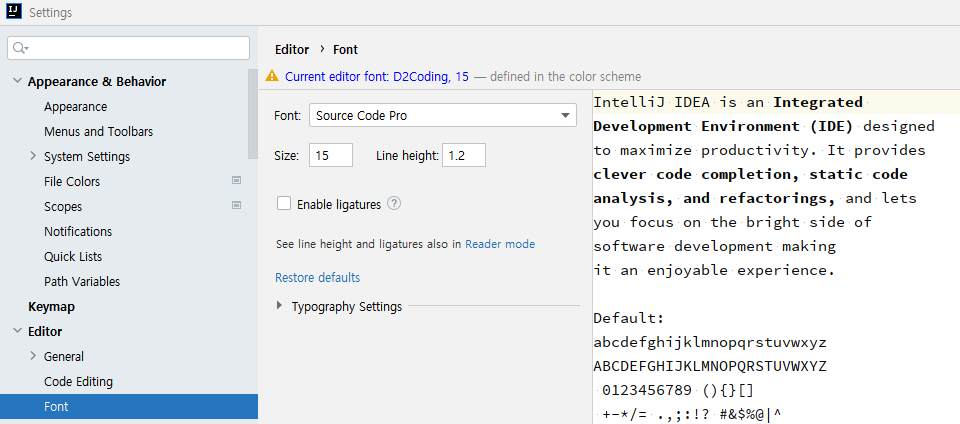 IJ Settings
Appearance & Behavior
Appearance
Menus and Toolbars
System Settings
File Colors
Scopes
Notifications
Quick Lists
Path Variables
Keymap
Editor
General
Code Editing
Font
Editor › Font
Current editor font: D2Coding, 15 — defined in the color scheme
Font: Source Code Pro
Size: 15 Line height: 1.2
Enable ligatures ?
See line height and ligatures also in Reader mode
Restore defaults
Typography Settings
IntelliJ IDEA is an Integrated
Development Environment (IDE) designed
to maximize productivity. It provides
clever code completion, static code
analysis, and refactorings, and lets
you focus on the bright side of
software development making
it an enjoyable experience.
Default:
abcdefghijklmnopqrstuvwxyz
ABCDEFGHIJKLMNOPQRSTUVWXYZ
0123456789 (){}[]
+-*/= .,;:!? #&$%@|^